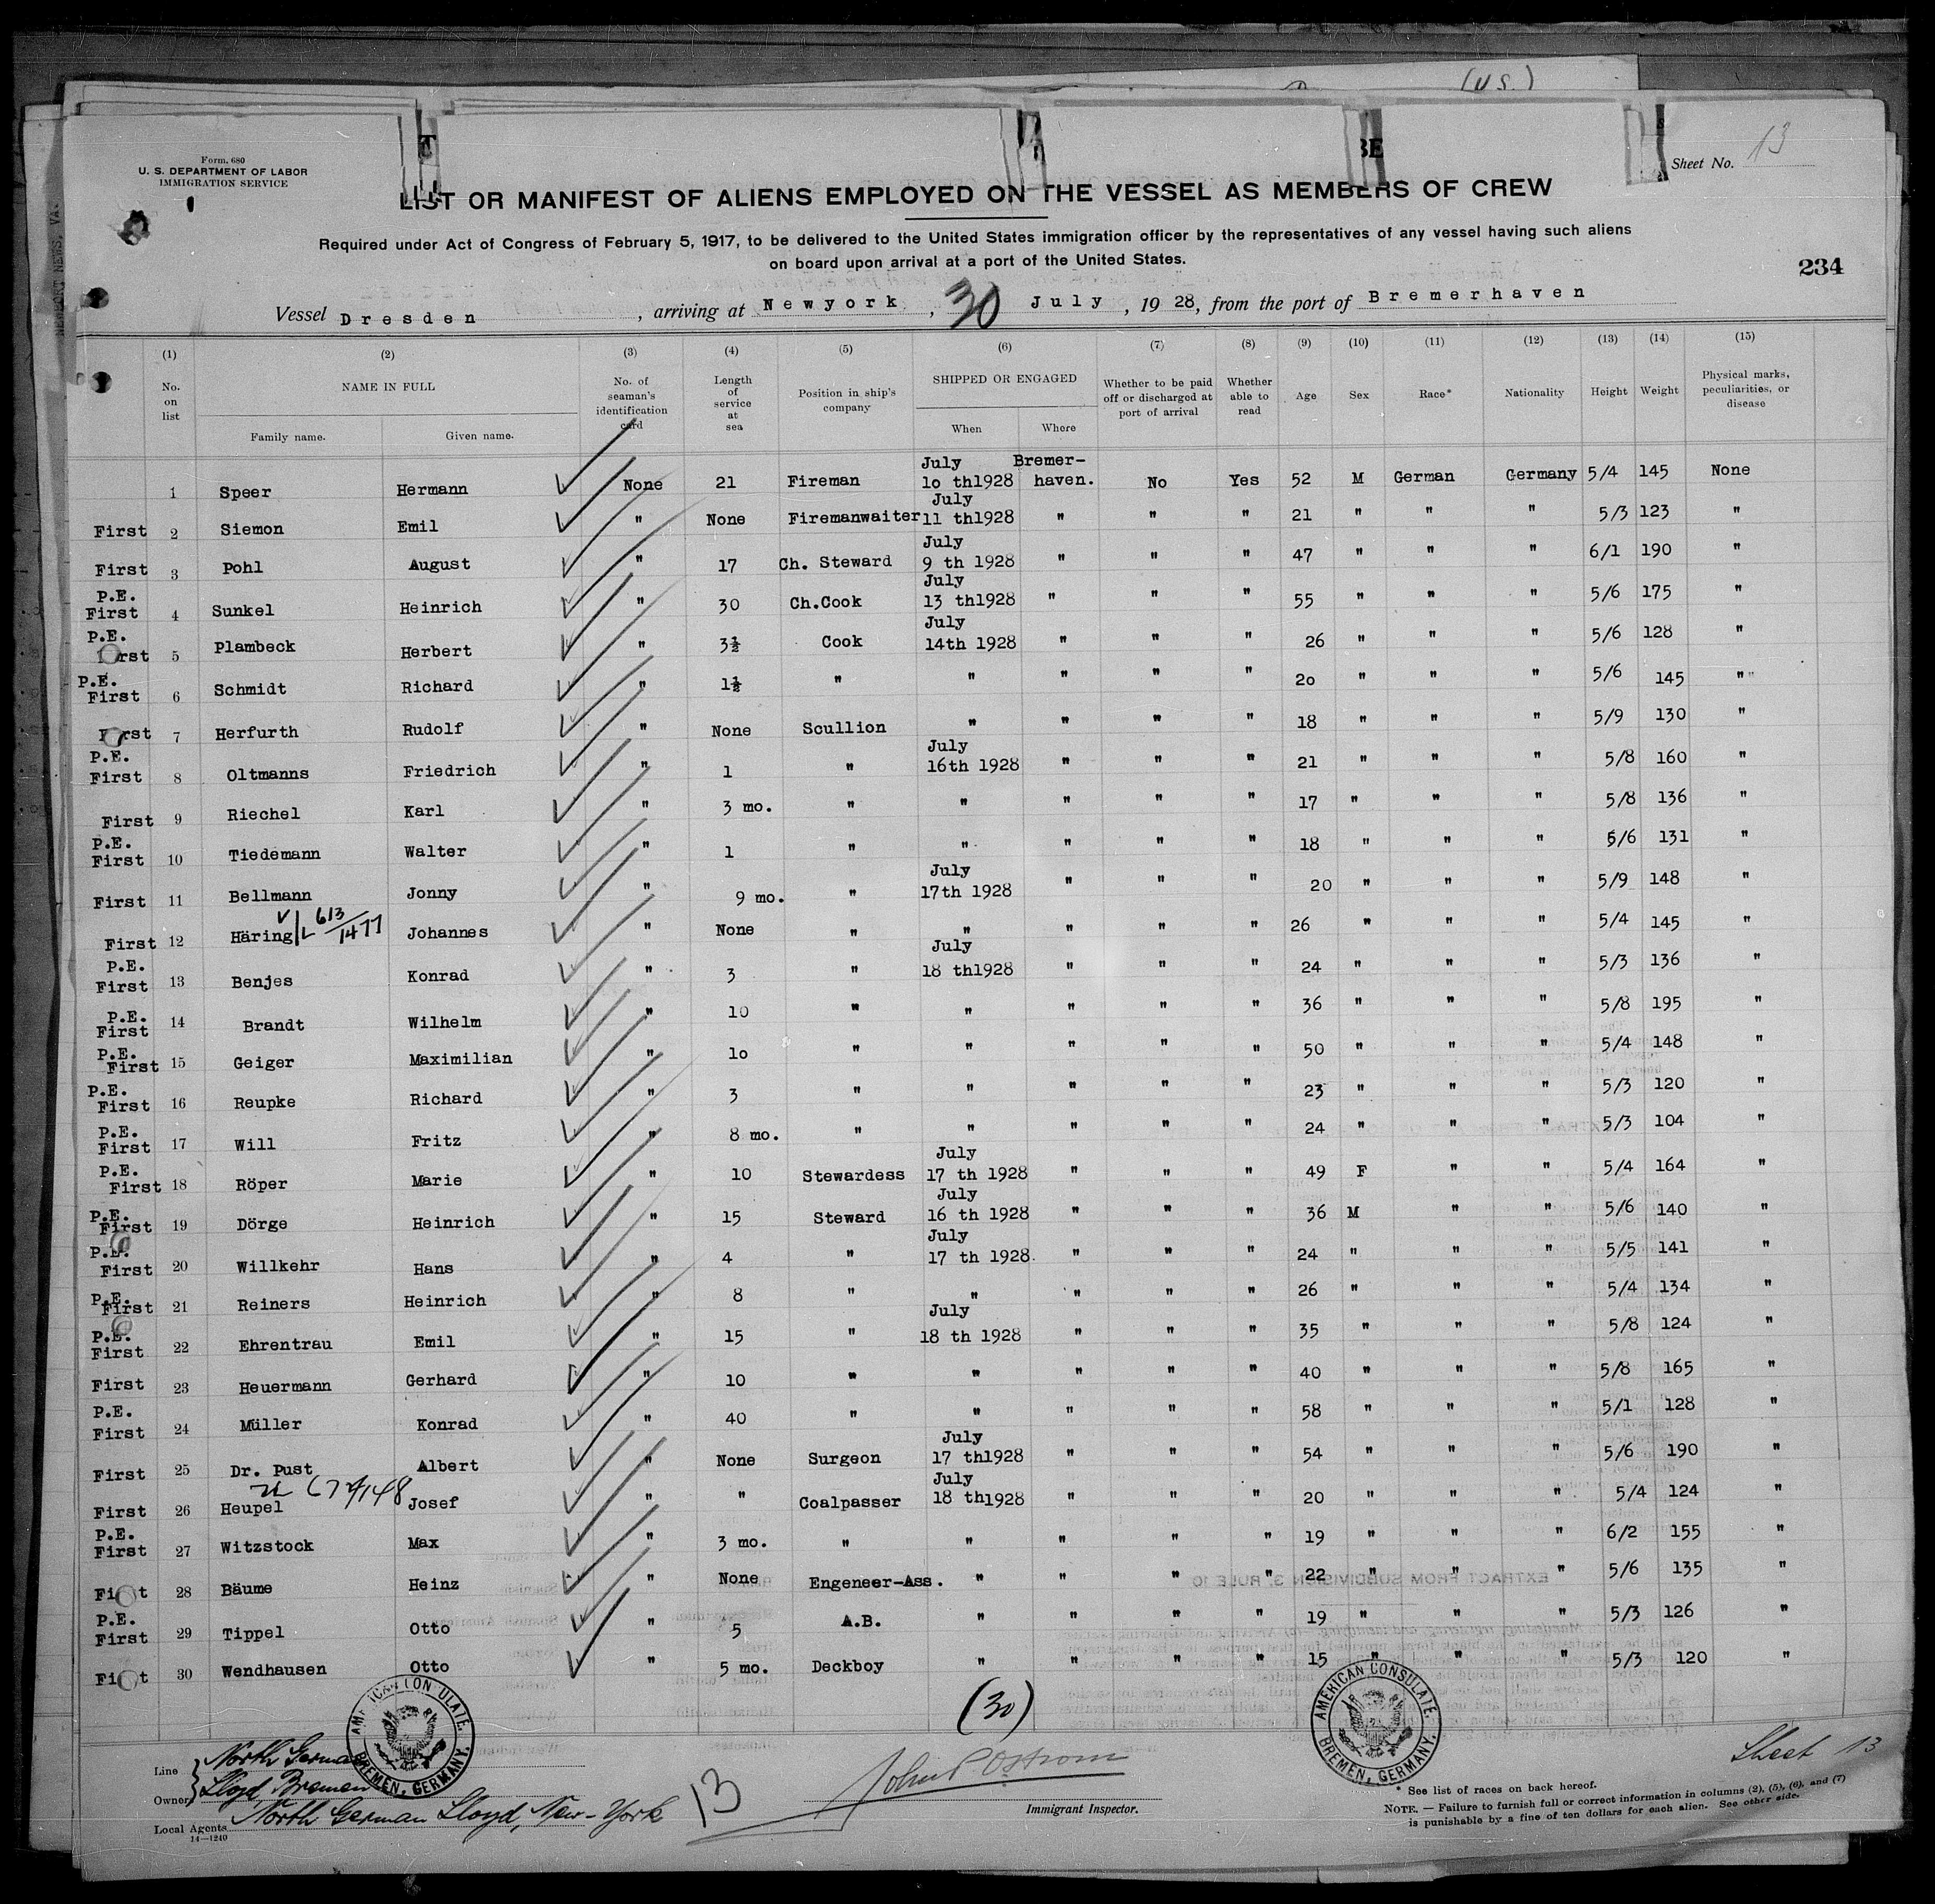 (U.S.)
Form. 680
U. S. DEPARTMENT OF LABOR
IMMIGRATION SERVICE
Sheet No. 13
LIST OR MANIFEST OF ALIENS EMPLOYED ON THE VESSEL AS MEMBERS OF CREW
Required under Act of Congress of February 5, 1917, to be delivered to the United States immigration officer by the representatives of any vessel having such aliens
on board upon arrival at a port of the United States.
234
Vessel Dresden , arriving at Newyork , 30 July , 19 28, from the port of Bremerhaven
(1) (2) (3) (4) (5) (6) (7) (8) (9) (10) (11) (12) (13) (14) (15)
No. on list NAME IN FULL Family name. Given name. No. of seaman's identification card Length of service at sea Position in ship's company SHIPPED OR ENGAGED When Where Whether to be paid off or discharged at port of arrival Whether able to read Age Sex Race* Nationality Height Weight Physical marks, peculiarities, or disease
1 Speer Hermann None 21 Fireman July 10 th1928 Bremer-haven. No Yes 52 M German Germany 5/4 145 None
First 2 Siemon Emil " None Firemanwaiter July 11 th1928 " " " 21 " " " 5/3 123 "
First 3 Pohl August " 17 Ch. Steward July 9 th 1928 " " " 47 " " " 6/1 190 "
P.E. First 4 Sunkel Heinrich " 30 Ch.Cook July 13 th1928 " " " 55 " " " 5/6 175 "
P.E. First 5 Plambeck Herbert " 3½ Cook July 14th 1928 " " " 26 " " " 5/6 128 "
P.E. First 6 Schmidt Richard " 1½ " " " " " 20 " " " 5/6 145 "
First 7 Herfurth Rudolf " None Scullion " " " " 18 " " " 5/9 130 "
P.E. First 8 Oltmanns Friedrich " 1 " July 16th 1928 " " " 21 " " " 5/8 160 "
First 9 Riechel Karl " 3 mo. " " " " " 17 " " " 5/8 136 "
P.E. First 10 Tiedemann Walter " 1 " " " " " 18 " " " 5/6 131 "
First 11 Bellmann Jonny " 9 mo. " July 17th 1928 " " " 20 " " " 5/9 148 "
First 12 Häring 613/1477 Johannes " None " " " " " 26 " " " 5/4 145 "
P.E. First 13 Benjes Konrad " 3 " July 18 th1928 " " " 24 " " " 5/3 136 "
P.E. First 14 Brandt Wilhelm " 10 " " " " " 36 " " " 5/8 195 "
P.E. First 15 Geiger Maximilian " 10 " " " " " 50 " " " 5/4 148 "
P.E. First 16 Reupke Richard " 3 " " " " " 23 " " " 5/3 120 "
P.E. First 17 Will Fritz " 8 mo. " " " " " 24 " " " 5/3 104 "
P.E. First 18 Röper Marie " 10 Stewardess July 17 th 1928 " " " 49 F " " 5/4 164 "
P.E. First 19 Dörge Heinrich " 15 Steward July 16 th 1928 " " " 36 M " " 5/6 140 "
P.E. First 20 Willkehr Hans " 4 " July 17 th 1928. " " " 24 " " " 5/5 141 "
P.E. First 21 Reiners Heinrich " 8 " " " " " 26 " " " 5/4 134 "
P.E. First 22 Ehrentrau Emil " 15 " July 18 th 1928 " " " 35 " " " 5/8 124 "
First 23 Heuermann Gerhard " 10 " " " " " 40 " " " 5/8 165 "
P.E. First 24 Müller Konrad " 40 " " " " " 58 " " " 5/1 128 "
First 25 Dr. Pust Albert " None Surgeon July 17 th1928 " " " 54 " " " 5/6 190 "
First 26 Heupel Josef " " Coalpasser July 18 th1928 " " " 20 " " " 5/4 124 "
P.E. First 27 Witzstock Max " 3 mo. " " " " " 19 " " " 6/2 155 "
First 28 Bäume Heinz " None Engeneer-Ass. " " " " 22 " " " 5/6 135 "
P.E. First 29 Tippel Otto " 5 A.B. " " " " 19 " " " 5/3 126 "
First 30 Wendhausen Otto " 5 mo. Deckboy " " " " 15 " " " 5/3 120 "
(30)
AMERICAN CONSULATE. BREMEN, GERMANY.
AMERICAN CONSULATE. BREMEN, GERMANY.
Line North German
Owner Lloyd, Bremen
Local Agents North German Lloyd, New-York
14—1240
13
John P Ostrom
Immigrant Inspector.
Sheet 13
* See list of races on back hereof.
NOTE. — Failure to furnish full or correct information in columns (2), (5), (6), and (7)
is punishable by a fine of ten dollars for each alien. See other side.